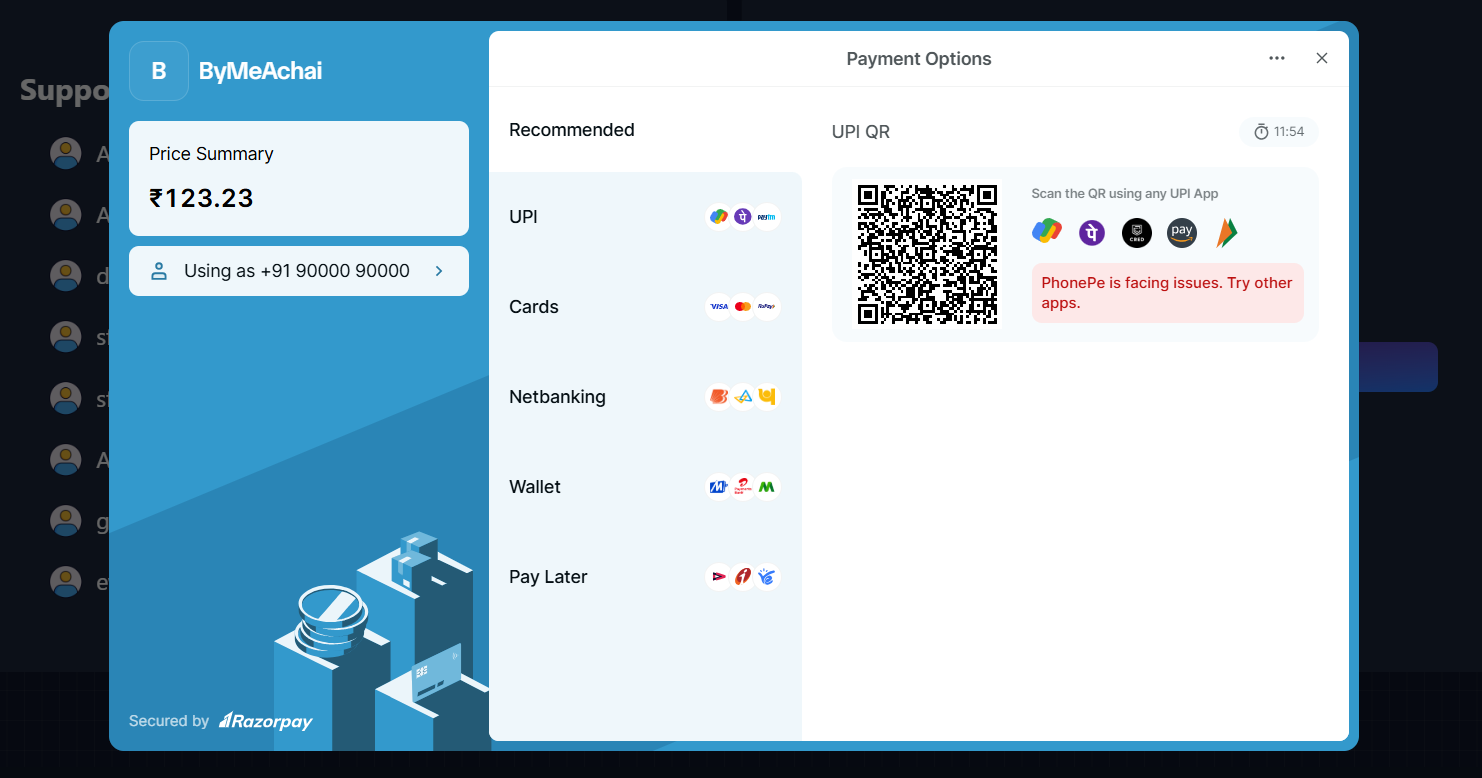 Suppo
A
A
d
A
g
B
ByMeAchai
Price Summary
₹123.23
Using as +91 90000 90000
Secured by Razorpay
Payment Options
Recommended
UPI
Paytm
Cards
VISA
RuPay
Netbanking
Wallet
Pay Later
UPI QR
11:54
Scan the QR using any UPI App
पे
CRED
pay
PhonePe is facing issues. Try other
apps.